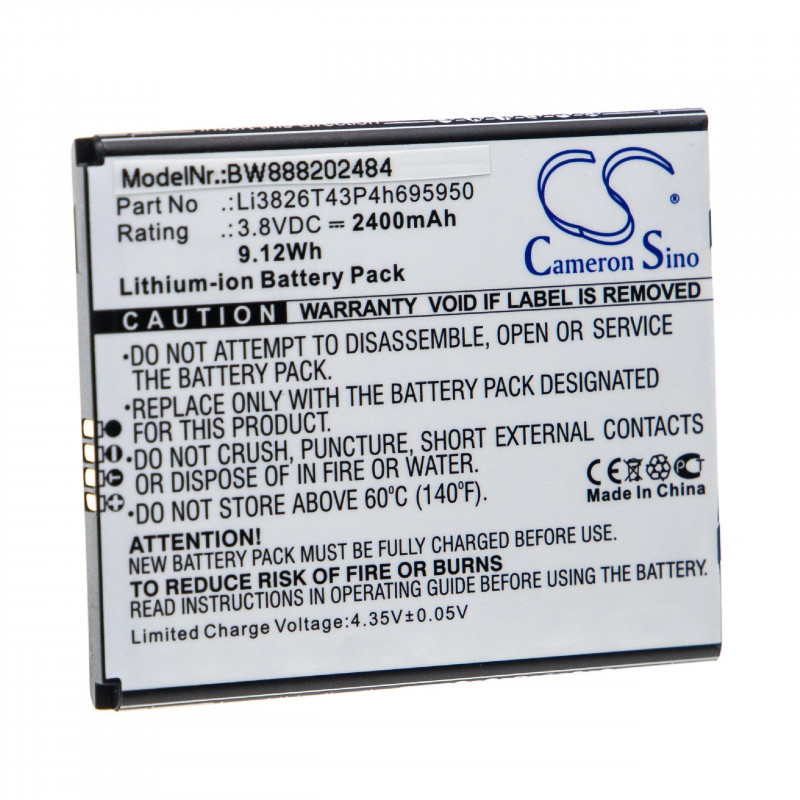 this direction
ModelNr.:BW888202484
Part No .:Li3826T43P4h695950
Rating .:3.8VDC ⎓ 2400mAh
9.12Wh
Lithium-ion Battery Pack
CS ®
Cameron Sino
CAUTION WARRANTY VOID IF LABEL IS REMOVED
•DO NOT ATTEMPT TO DISASSEMBLE, OPEN OR SERVICE
THE BATTERY PACK.
•REPLACE ONLY WITH THE BATTERY PACK DESIGNATED
FOR THIS PRODUCT.
•DO NOT CRUSH, PUNCTURE, SHORT EXTERNAL CONTACTS
OR DISPOSE OF IN FIRE OR WATER.
•DO NOT STORE ABOVE 60°C (140°F).
CE PCT
Made In China
ATTENTION!
NEW BATTERY PACK MUST BE FULLY CHARGED BEFORE USE.
TO REDUCE RISK OF FIRE OR BURNS
READ INSTRUCTIONS IN OPERATING GUIDE BEFORE USING THE BATTERY.
Limited Charge Voltage:4.35V±0.05V